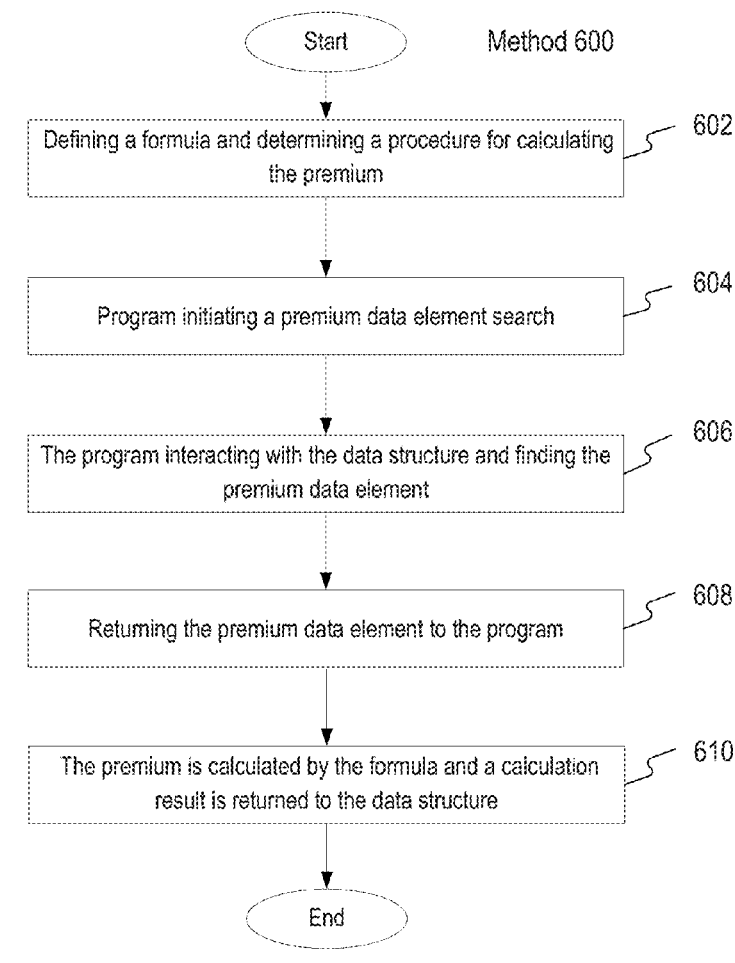 Start
Method 600
Defining a formula and determining a procedure for calculating
the premium
602
Program initiating a premium data element search
604
The program interacting with the data structure and finding the
premium data element
606
Returning the premium data element to the program
608
The premium is calculated by the formula and a calculation
result is returned to the data structure
610
End